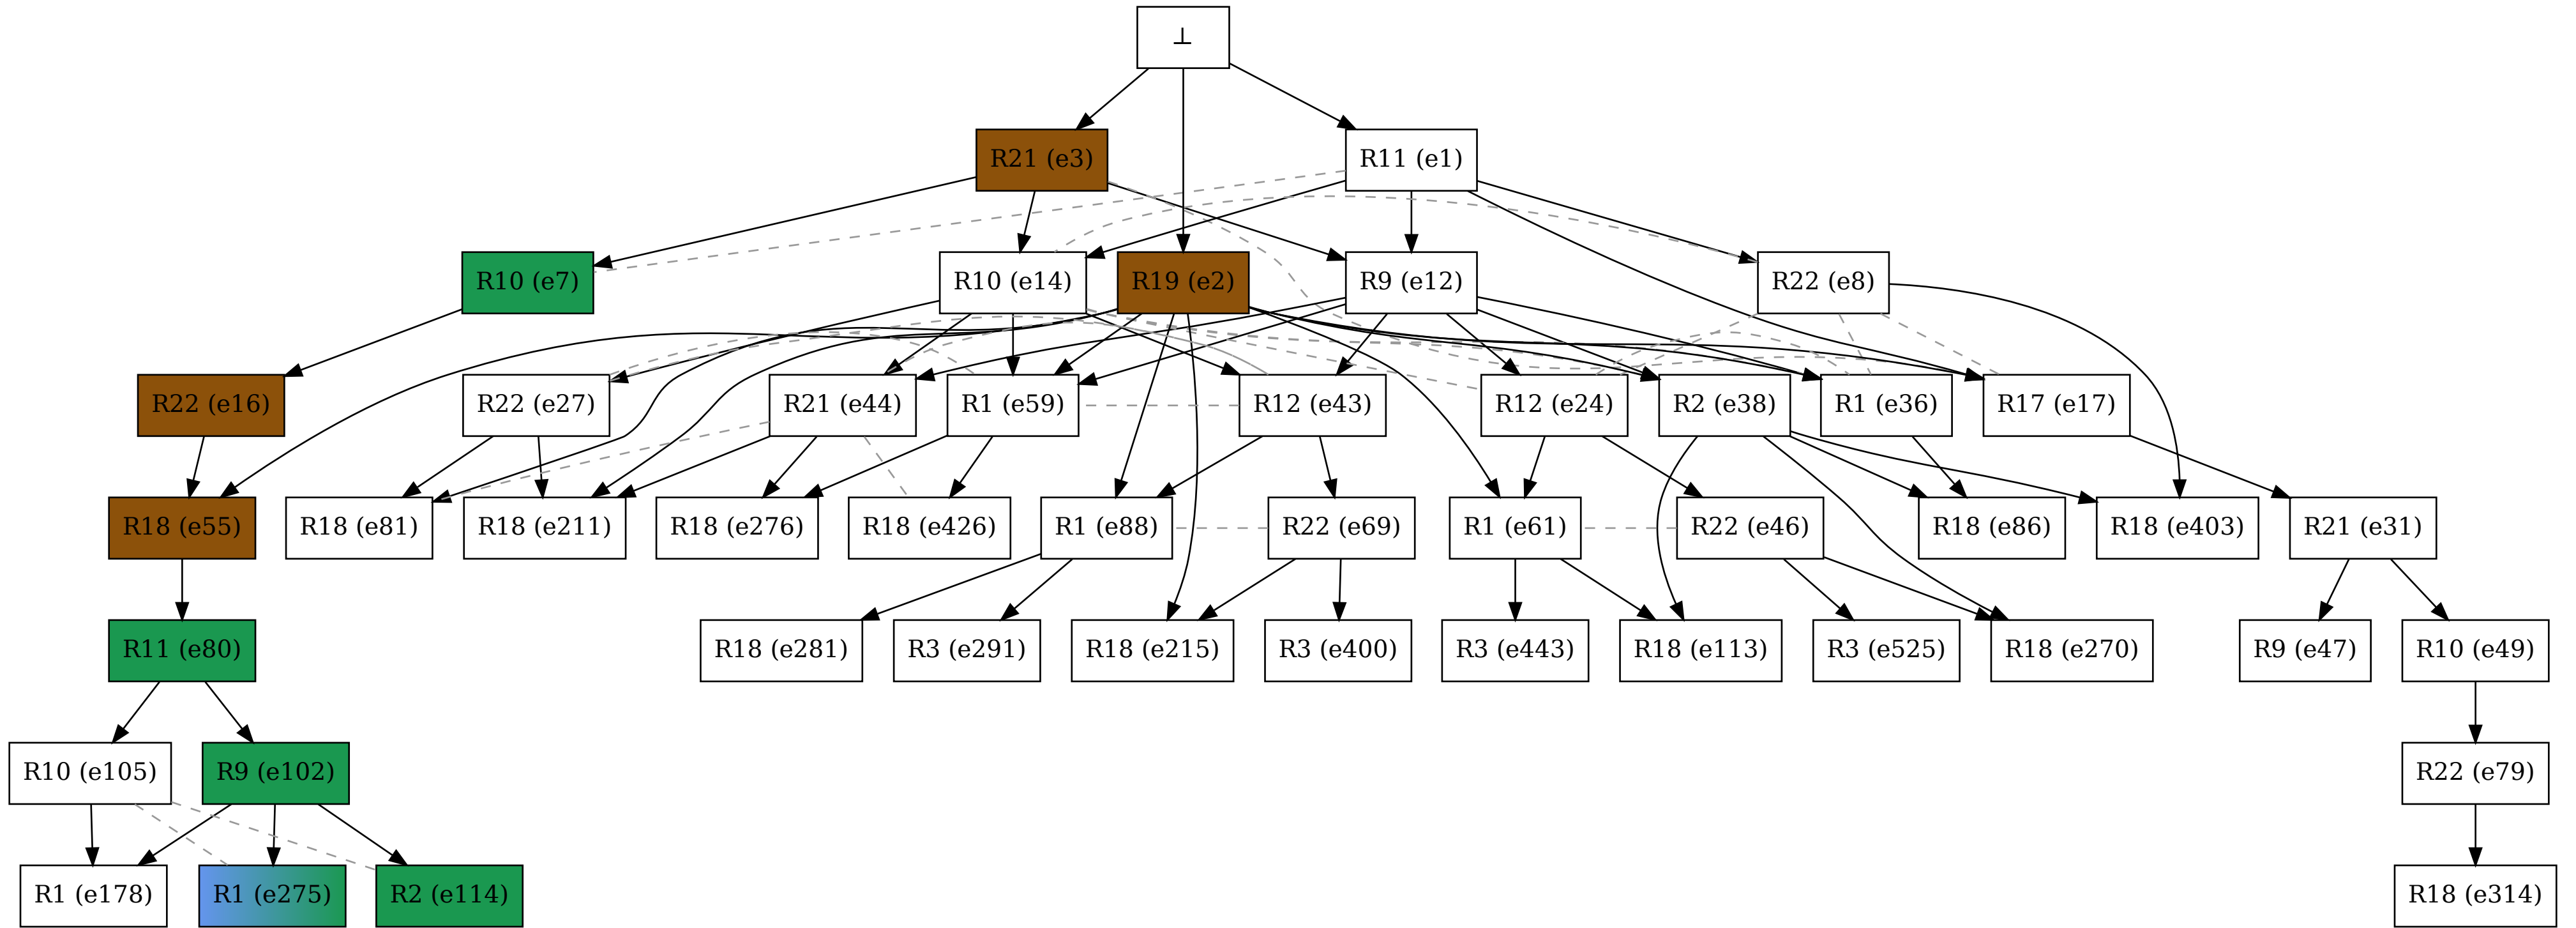 ⊥
R21 (e3)
R11 (e1)
R10 (e7)
R10 (e14)
R19 (e2)
R9 (e12)
R22 (e8)
R22 (e16)
R22 (e27)
R21 (e44)
R1 (e59)
R12 (e43)
R12 (e24)
R2 (e38)
R1 (e36)
R17 (e17)
R18 (e55)
R18 (e81)
R18 (e211)
R18 (e276)
R18 (e426)
R1 (e88)
R22 (e69)
R1 (e61)
R22 (e46)
R18 (e86)
R18 (e403)
R21 (e31)
R11 (e80)
R18 (e281)
R3 (e291)
R18 (e215)
R3 (e400)
R3 (e443)
R18 (e113)
R3 (e525)
R18 (e270)
R9 (e47)
R10 (e49)
R10 (e105)
R9 (e102)
R22 (e79)
R1 (e178)
R1 (e275)
R2 (e114)
R18 (e314)